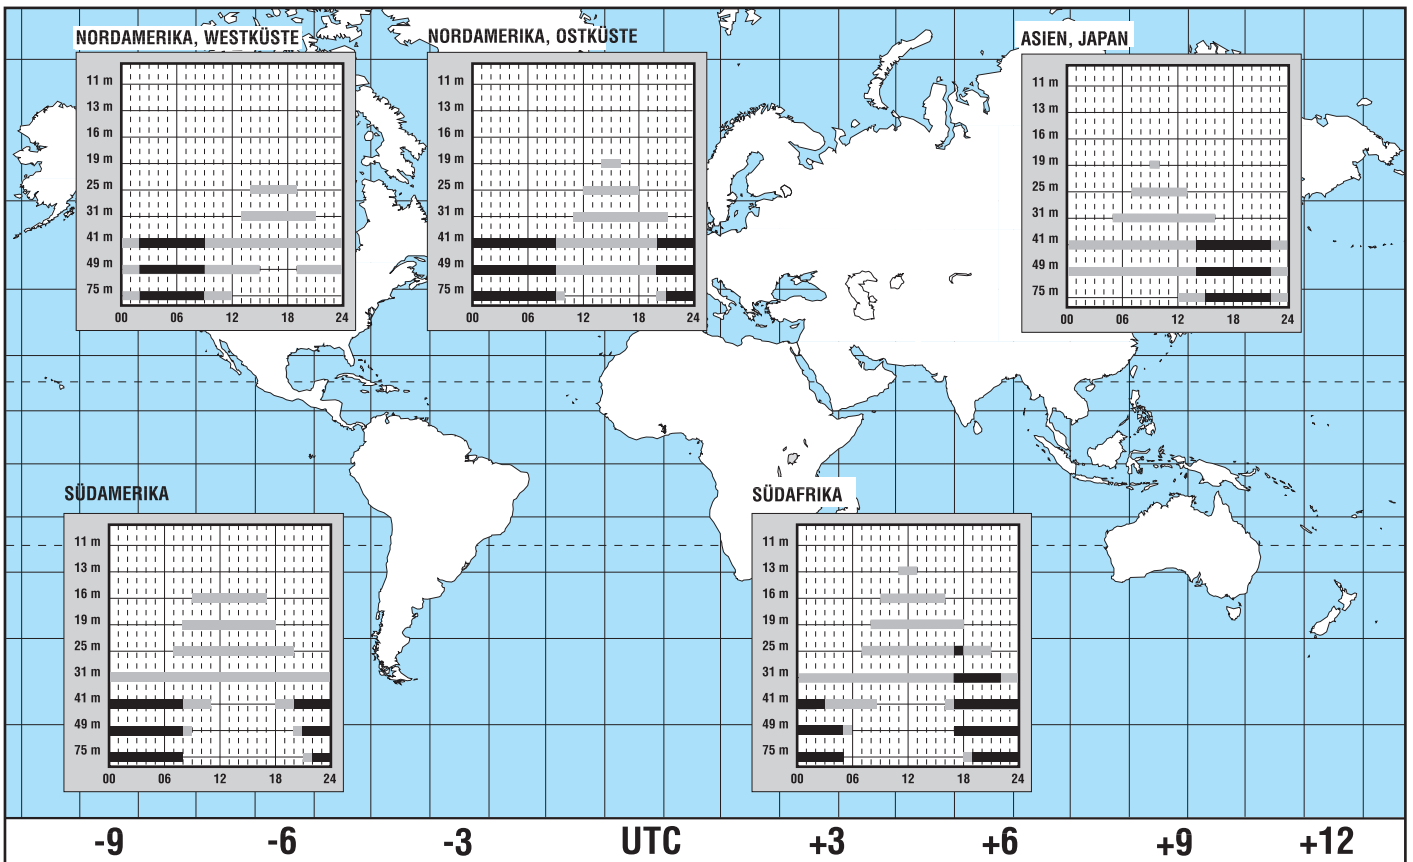 NORDAMERIKA, WESTKÜSTE
11 m
13 m
16 m
19 m
25 m
31 m
41 m
49 m
75 m
00 06 12 18 24
NORDAMERIKA, OSTKÜSTE
11 m
13 m
16 m
19 m
25 m
31 m
41 m
49 m
75 m
00 06 12 18 24
ASIEN, JAPAN
11 m
13 m
16 m
19 m
25 m
31 m
41 m
49 m
75 m
00 06 12 18 24
SÜDAMERIKA
11 m
13 m
16 m
19 m
25 m
31 m
41 m
49 m
75 m
00 06 12 18 24
SÜDAFRIKA
11 m
13 m
16 m
19 m
25 m
31 m
41 m
49 m
75 m
00 06 12 18 24
-9 -6 -3 UTC +3 +6 +9 +12